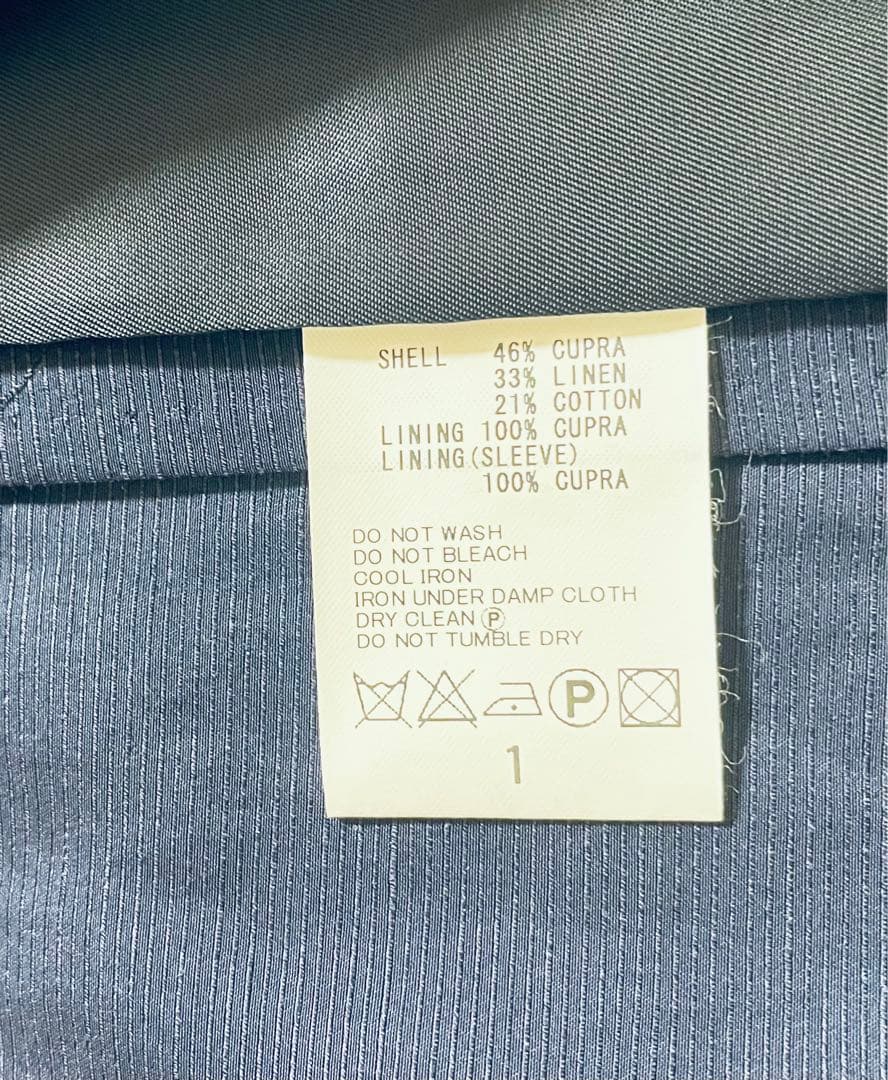 SHELL 46% CUPRA
33% LINEN
21% COTTON
LINING 100% CUPRA
LINING(SLEEVE)
100% CUPRA
DO NOT WASH
DO NOT BLEACH
COOL IRON
IRON UNDER DAMP CLOTH
DRY CLEAN Ⓟ
DO NOT TUMBLE DRY
P
1